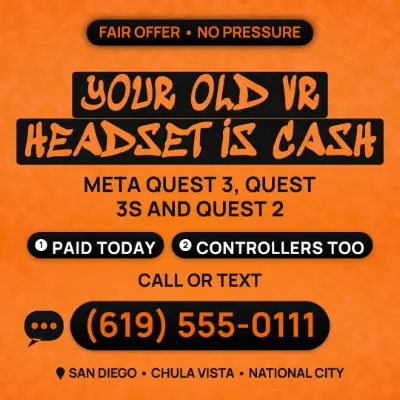 FAIR OFFER • NO PRESSURE
YOUR OLD VR
HEADSET IS CASH
META QUEST 3, QUEST
3S AND QUEST 2
1 PAID TODAY 2 CONTROLLERS TOO
CALL OR TEXT
(619) 555-0111
SAN DIEGO • CHULA VISTA • NATIONAL CITY